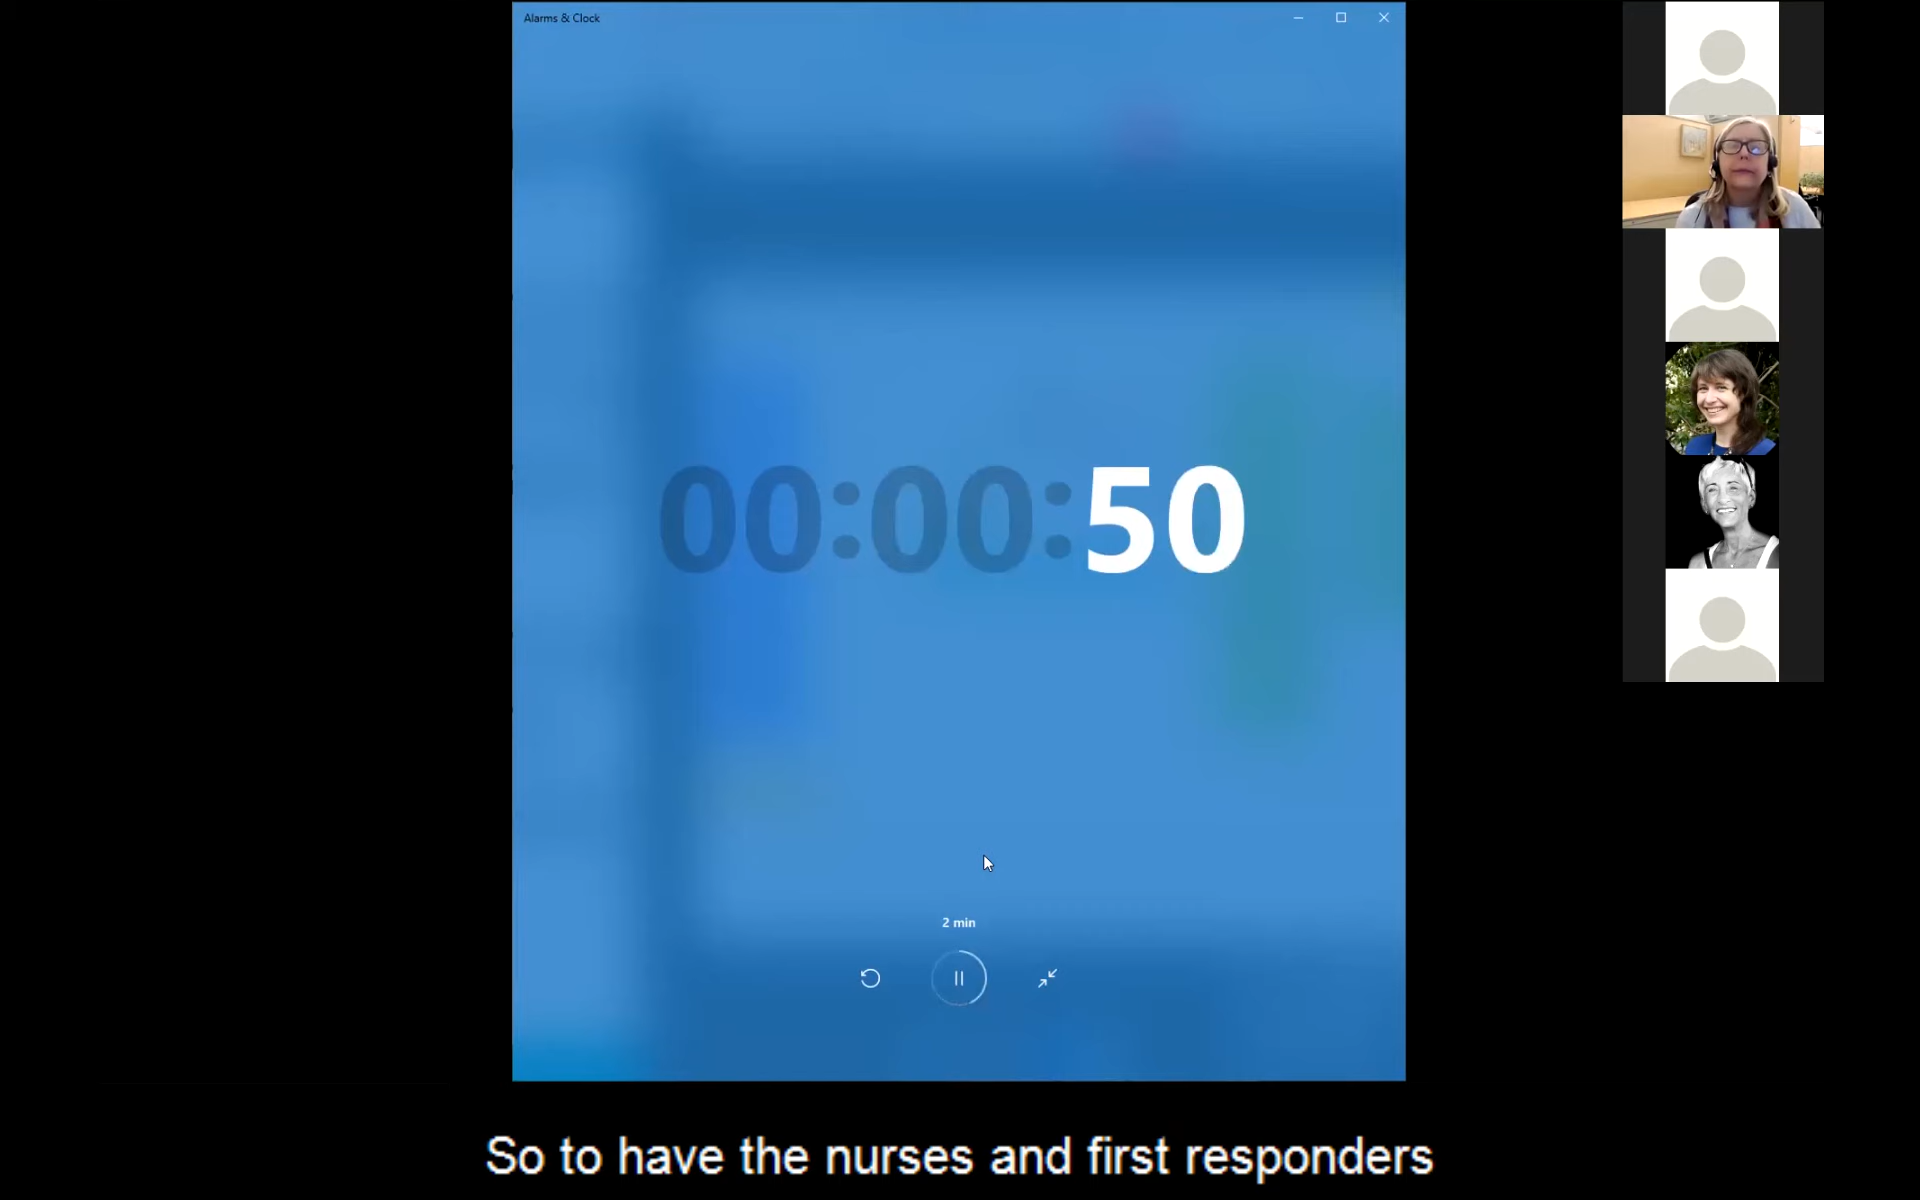 Alarms & Clock
00:00:50
2 min
So to have the nurses and first responders